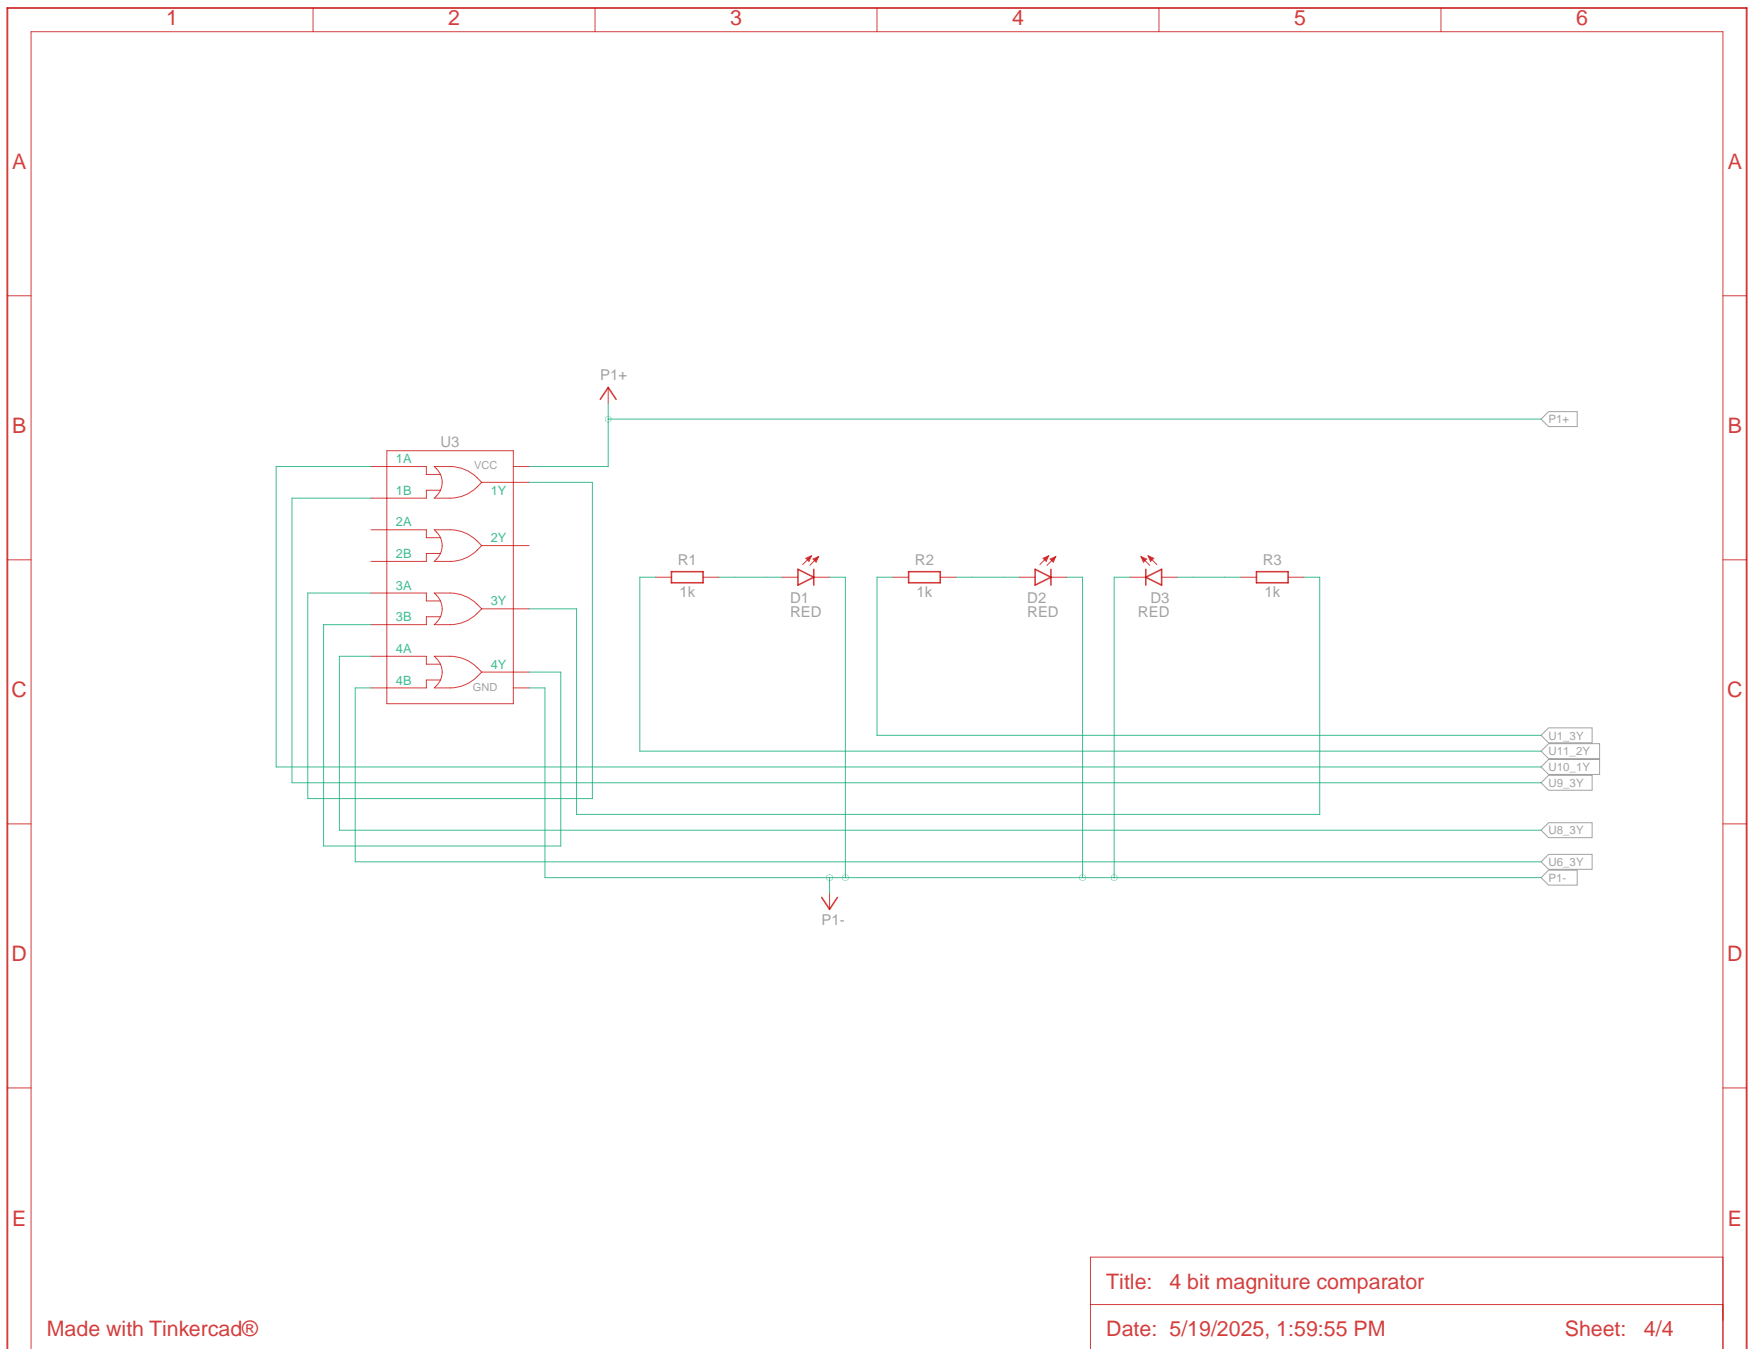 1 2 3 4 5 6
A A
P1+
P1+
B B
U3
1A VCC
1B 1Y
2A
2Y
2B
R1 R2 R3
1k D1 1k D2 D3 1k
RED RED RED
3A
3Y
3B
4A
4Y
4B GND
C C
U1_3Y
U11_2Y
U10_1Y
U9_3Y
U8_3Y
U6_3Y
P1-
P1-
D D
E E
Title: 4 bit magniture comparator
Made with Tinkercad®
Date: 5/19/2025, 1:59:55 PM Sheet: 4/4